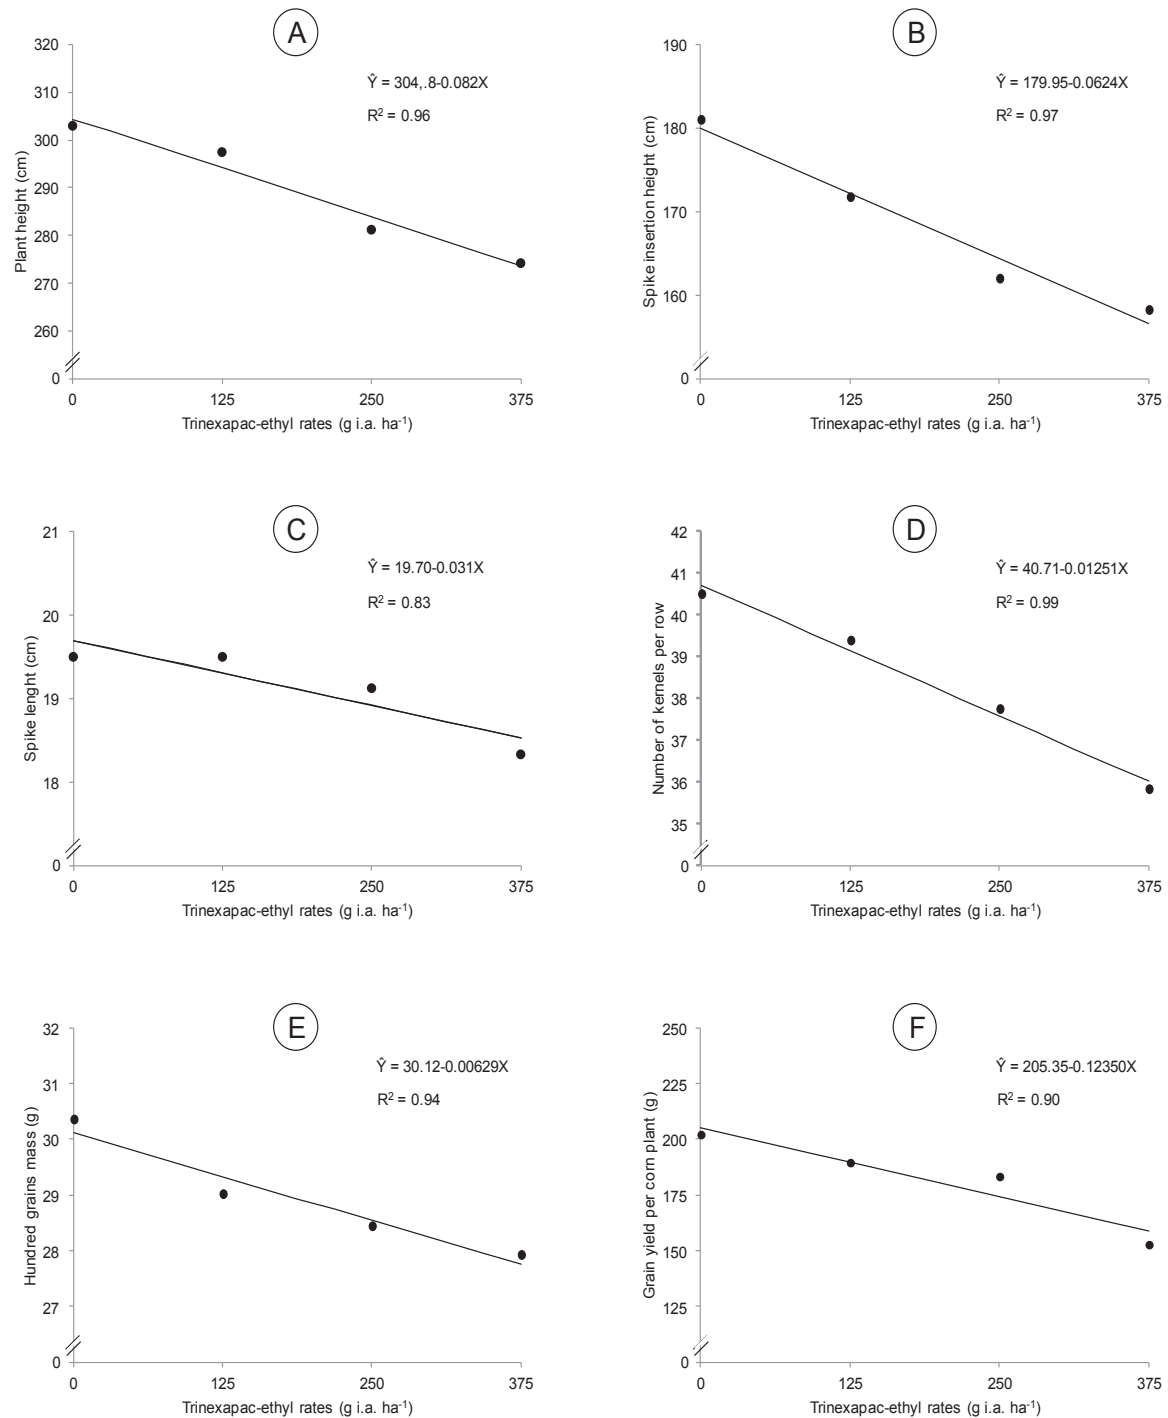 A
320
310
300
290
280
270
260
0
Plant height (cm)
Ŷ = 304,.8-0.082X
R² = 0.96
0 125 250 375
Trinexapac-ethyl rates (g i.a. ha⁻¹)
B
190
180
170
160
0
Spike insertion height (cm)
Ŷ = 179.95-0.0624X
R² = 0.97
0 125 250 375
Trinexapac-ethyl rates (g i.a. ha⁻¹)
C
21
20
19
18
0
Spike lenght (cm)
Ŷ = 19.70-0.031X
R² = 0.83
0 125 250 375
Trinexapac-ethyl rates (g i.a. ha⁻¹)
D
42
41
40
39
38
37
36
35
0
Number of kernels per row
Ŷ = 40.71-0.01251X
R² = 0.99
0 125 250 375
Trinexapac-ethyl rates (g i.a. ha⁻¹)
E
32
31
30
29
28
27
0
Hundred grains mass (g)
Ŷ = 30.12-0.00629X
R² = 0.94
0 125 250 375
Trinexapac-ethyl rates (g i.a. ha⁻¹)
F
250
225
200
175
150
125
0
Grain yield per corn plant (g)
Ŷ = 205.35-0.12350X
R² = 0.90
0 125 250 375
Trinexapac-ethyl rates (g i.a. ha⁻¹)